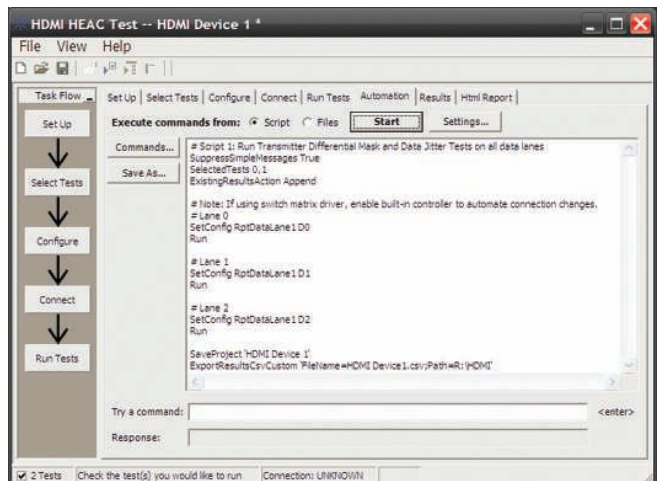 HDMI HEAC Test -- HDMI Device 1 *
File View Help
Task Flow
Set Up | Select Tests | Configure | Connect | Run Tests | Automation | Results | Html Report |
Set Up
Select Tests
Configure
Connect
Run Tests
Execute commands from: Script Files Start Settings...
Commands...
Save As...
# Script 1: Run Transmitter Differential Mask and Data Jitter Tests on all data lanes
SuppressSimpleMessages True
SelectedTests 0,1
ExistingResultsAction Append
# Note: If using switch matrix driver, enable built-in controller to automate connection changes.
# Lane 0
SetConfig RptDataLane1 D0
Run
# Lane 1
SetConfig RptDataLane1 D1
Run
# Lane 2
SetConfig RptDataLane1 D2
Run
SaveProject 'HDMI Device 1'
ExportResultsCsvCustom 'FileName=HDMI Device1.csv;Path=R:\HDMI'
Try a command: <enter>
Response:
2 Tests Check the test(s) you would like to run Connection: UNKNOWN